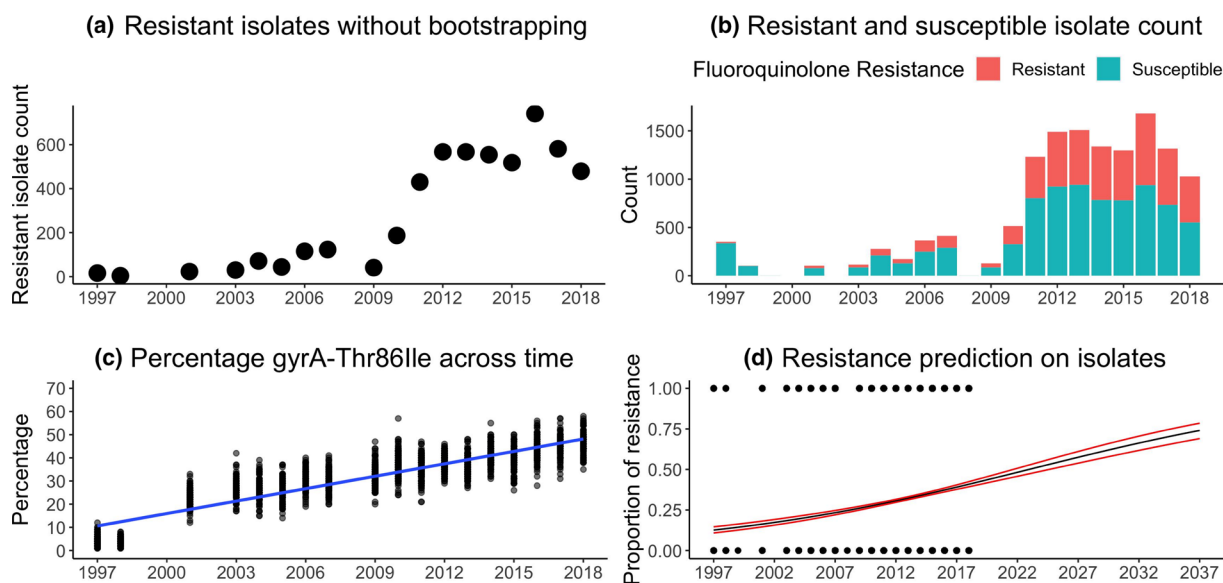 (a) Resistant isolates without bootstrapping
Resistant isolate count
600
400
200
0
1997 2000 2003 2006 2009 2012 2015 2018
(b) Resistant and susceptible isolate count
Fluoroquinolone Resistance Resistant Susceptible
Count
1500
1000
500
0
1997 2000 2003 2006 2009 2012 2015 2018
(c) Percentage gyrA-Thr86Ile across time
Percentage
70
60
50
40
30
20
10
0
1997 2000 2003 2006 2009 2012 2015 2018
(d) Resistance prediction on isolates
Proportion of resistance
1.00
0.75
0.50
0.25
0.00
1997 2002 2007 2012 2017 2022 2027 2032 2037